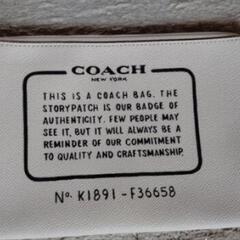 COACH
NEW YORK
THIS IS A COACH BAG. THE
STORYPATCH IS OUR BADGE OF
AUTHENTICITY. FEW PEOPLE MAY
SEE IT, BUT IT WILL ALWAYS BE A
REMINDER OF OUR COMMITMENT
TO QUALITY AND CRAFTSMANSHIP.
Nº K1891-F36658